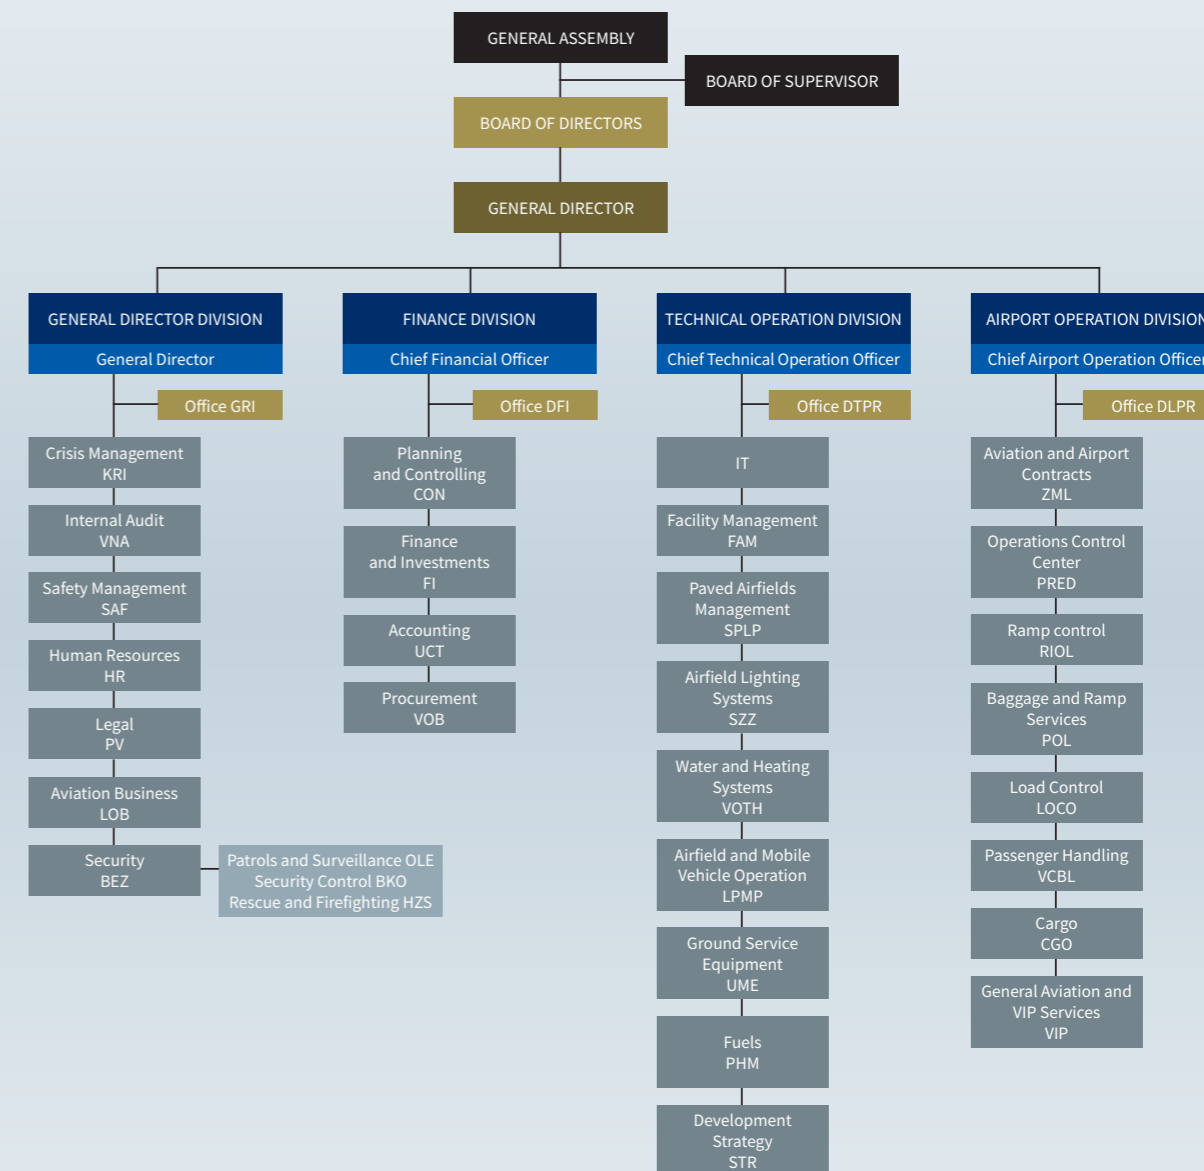 GENERAL ASSEMBLY
BOARD OF SUPERVISOR
BOARD OF DIRECTORS
GENERAL DIRECTOR
GENERAL DIRECTOR DIVISION
General Director
Office GRI
Crisis Management
KRI
Internal Audit
VNA
Safety Management
SAF
Human Resources
HR
Legal
PV
Aviation Business
LOB
Security
BEZ
Patrols and Surveillance OLE
Security Control BKO
Rescue and Firefighting HZS
FINANCE DIVISION
Chief Financial Officer
Office DFI
Planning
and Controlling
CON
Finance
and Investments
FI
Accounting
UCT
Procurement
VOB
TECHNICAL OPERATION DIVISION
Chief Technical Operation Officer
Office DTPR
IT
Facility Management
FAM
Paved Airfields
Management
SPLP
Airfield Lighting
Systems
SZZ
Water and Heating
Systems
VOTH
Airfield and Mobile
Vehicle Operation
LPMP
Ground Service
Equipment
UME
Fuels
PHM
Development
Strategy
STR
AIRPORT OPERATION DIVISION
Chief Airport Operation Officer
Office DLPR
Aviation and Airport
Contracts
ZML
Operations Control
Center
PRED
Ramp control
RIOL
Baggage and Ramp
Services
POL
Load Control
LOCO
Passenger Handling
VCBL
Cargo
CGO
General Aviation and
VIP Services
VIP